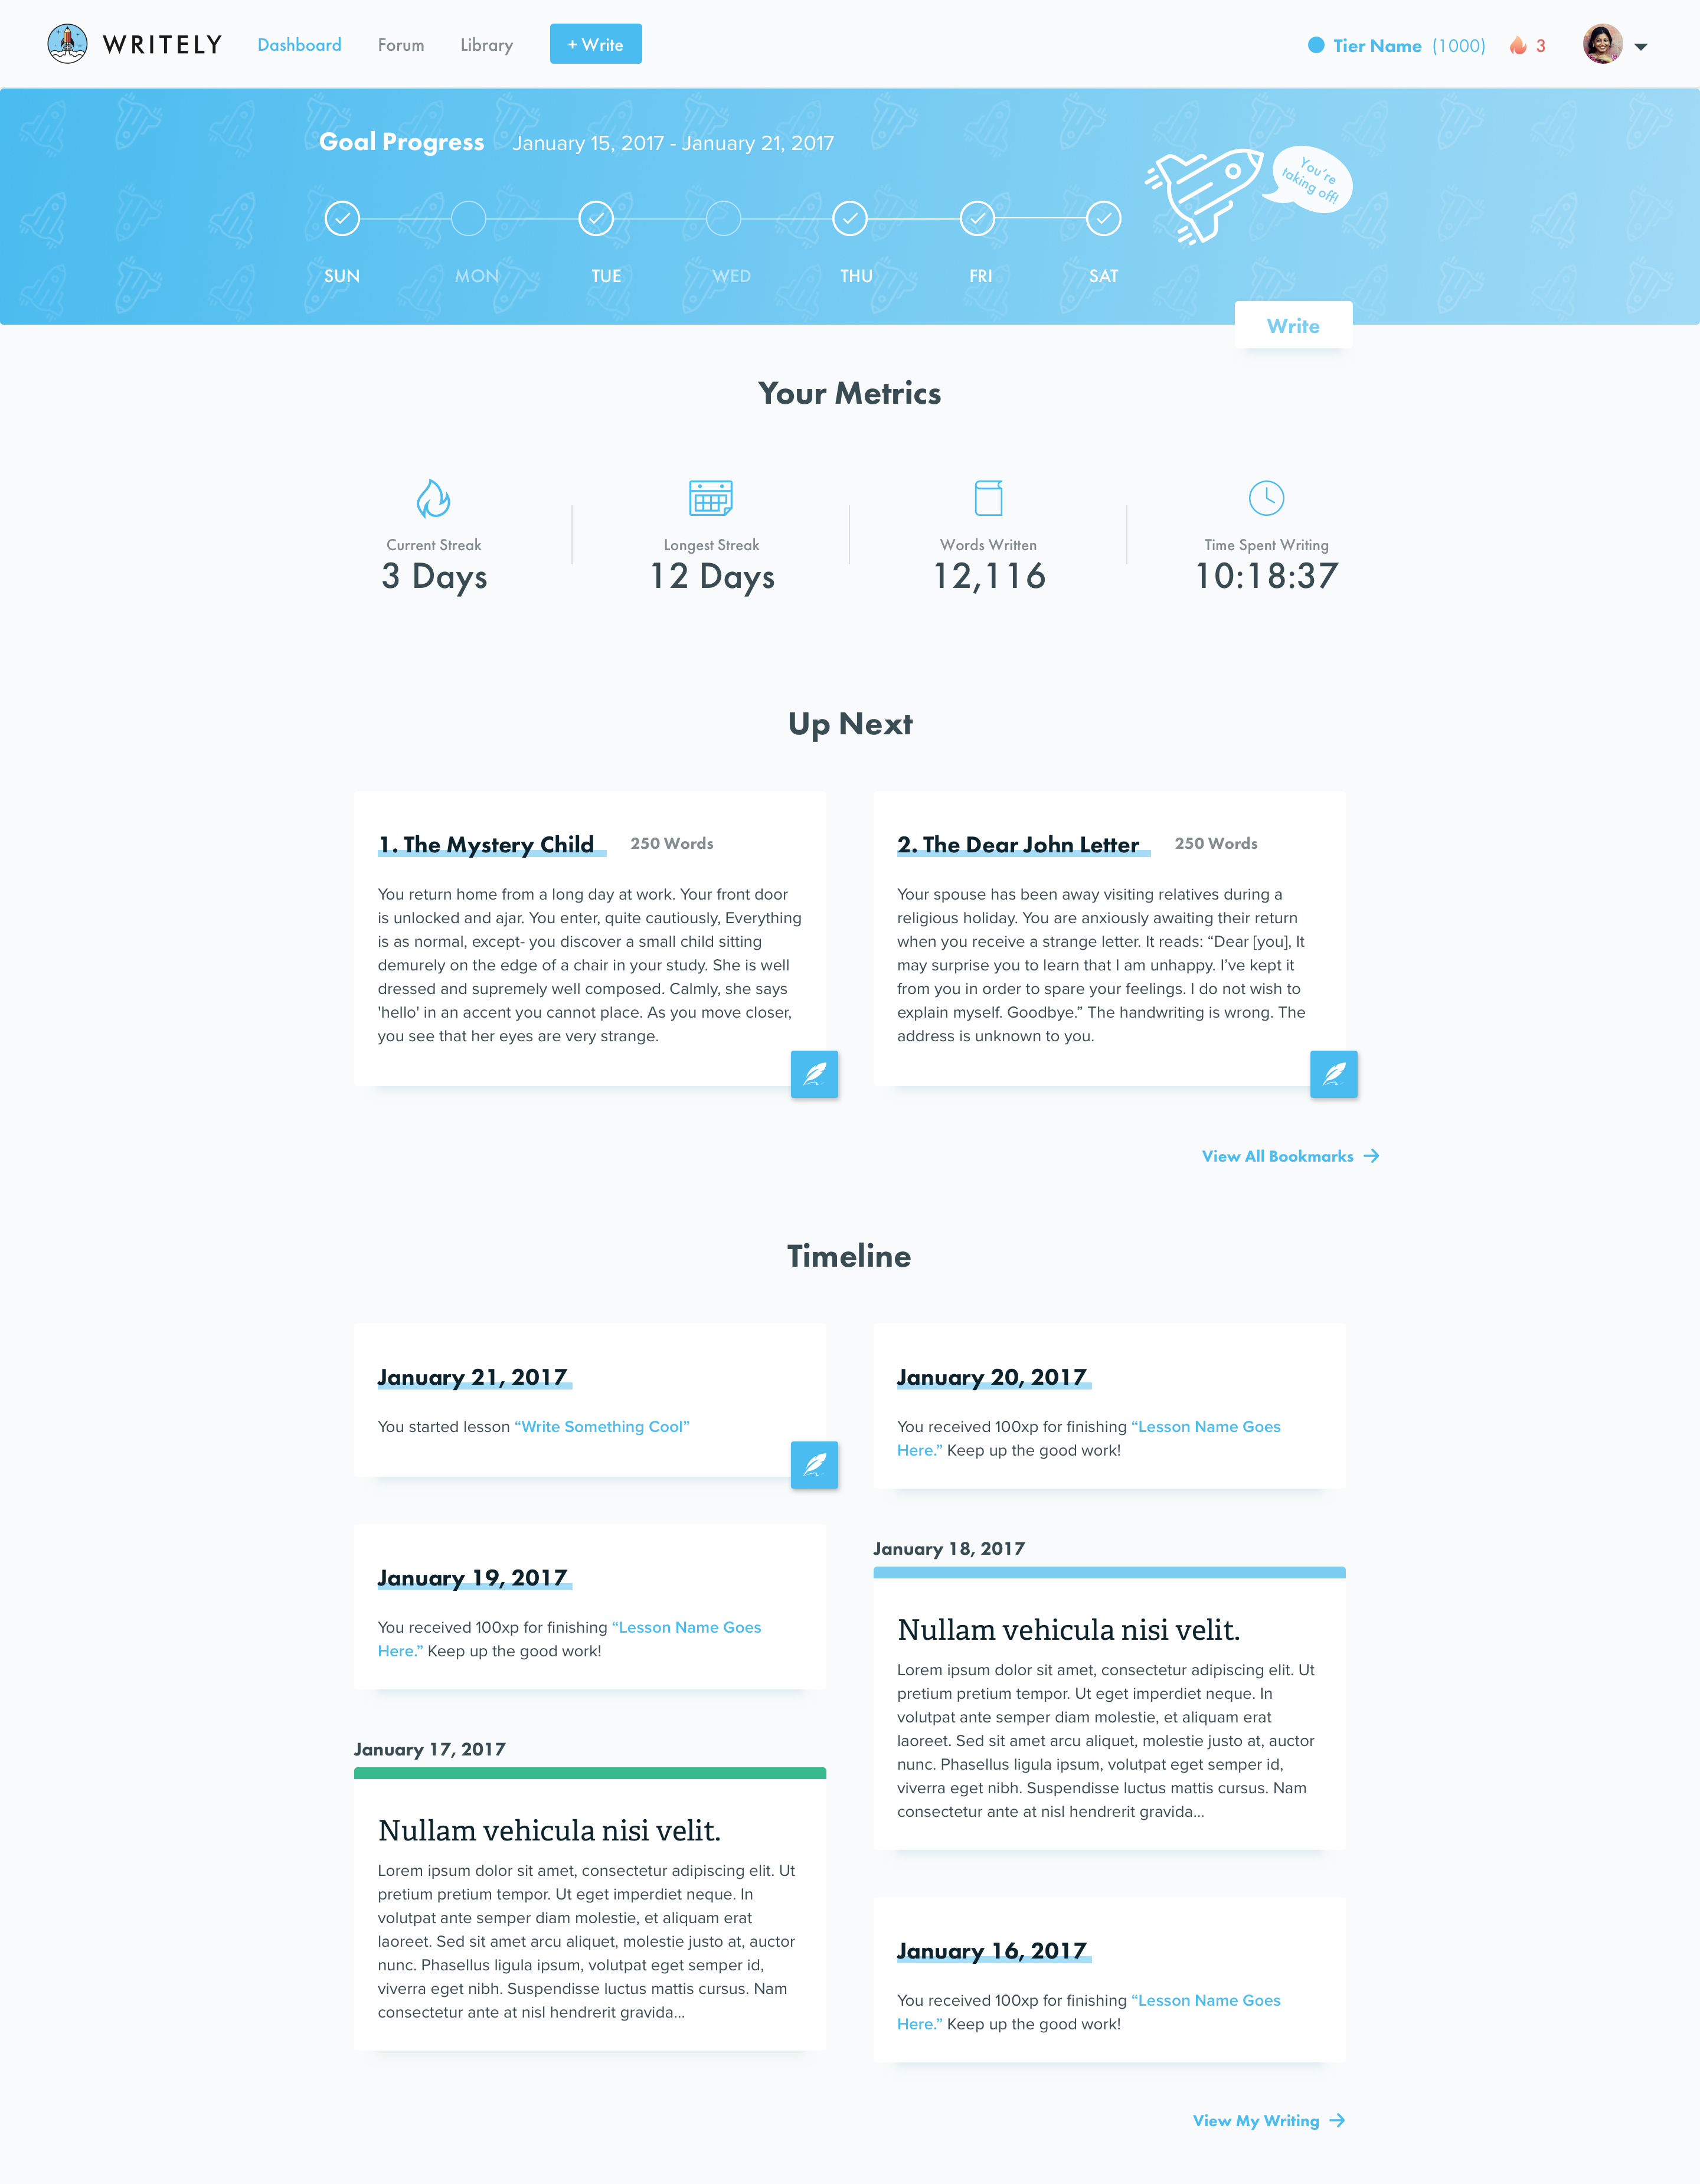 WRITELY
Dashboard
Forum
Library
+ Write
Tier Name (1000)
3
Goal Progress
January 15, 2017 - January 21, 2017
You're
taking off!
SUN
MON
TUE
WED
THU
FRI
SAT
Write
Your Metrics
Current Streak
3 Days
Longest Streak
12 Days
Words Written
12,116
Time Spent Writing
10:18:37
Up Next
1. The Mystery Child
250 Words
You return home from a long day at work. Your front door
is unlocked and ajar. You enter, quite cautiously, Everything
is as normal, except- you discover a small child sitting
demurely on the edge of a chair in your study. She is well
dressed and supremely well composed. Calmly, she says
'hello' in an accent you cannot place. As you move closer,
you see that her eyes are very strange.
2. The Dear John Letter
250 Words
Your spouse has been away visiting relatives during a
religious holiday. You are anxiously awaiting their return
when you receive a strange letter. It reads: “Dear [you], It
may surprise you to learn that I am unhappy. I’ve kept it
from you in order to spare your feelings. I do not wish to
explain myself. Goodbye.” The handwriting is wrong. The
address is unknown to you.
View All Bookmarks
Timeline
January 21, 2017
You started lesson “Write Something Cool”
January 20, 2017
You received 100xp for finishing “Lesson Name Goes
Here.” Keep up the good work!
January 19, 2017
You received 100xp for finishing “Lesson Name Goes
Here.” Keep up the good work!
January 18, 2017
Nullam vehicula nisi velit.
Lorem ipsum dolor sit amet, consectetur adipiscing elit. Ut
pretium pretium tempor. Ut eget imperdiet neque. In
volutpat ante semper diam molestie, et aliquam erat
laoreet. Sed sit amet arcu aliquet, molestie justo at, auctor
nunc. Phasellus ligula ipsum, volutpat eget semper id,
viverra eget nibh. Suspendisse luctus mattis cursus. Nam
consectetur ante at nisl hendrerit gravida...
January 17, 2017
Nullam vehicula nisi velit.
Lorem ipsum dolor sit amet, consectetur adipiscing elit. Ut
pretium pretium tempor. Ut eget imperdiet neque. In
volutpat ante semper diam molestie, et aliquam erat
laoreet. Sed sit amet arcu aliquet, molestie justo at, auctor
nunc. Phasellus ligula ipsum, volutpat eget semper id,
viverra eget nibh. Suspendisse luctus mattis cursus. Nam
consectetur ante at nisl hendrerit gravida...
January 16, 2017
You received 100xp for finishing “Lesson Name Goes
Here.” Keep up the good work!
View My Writing